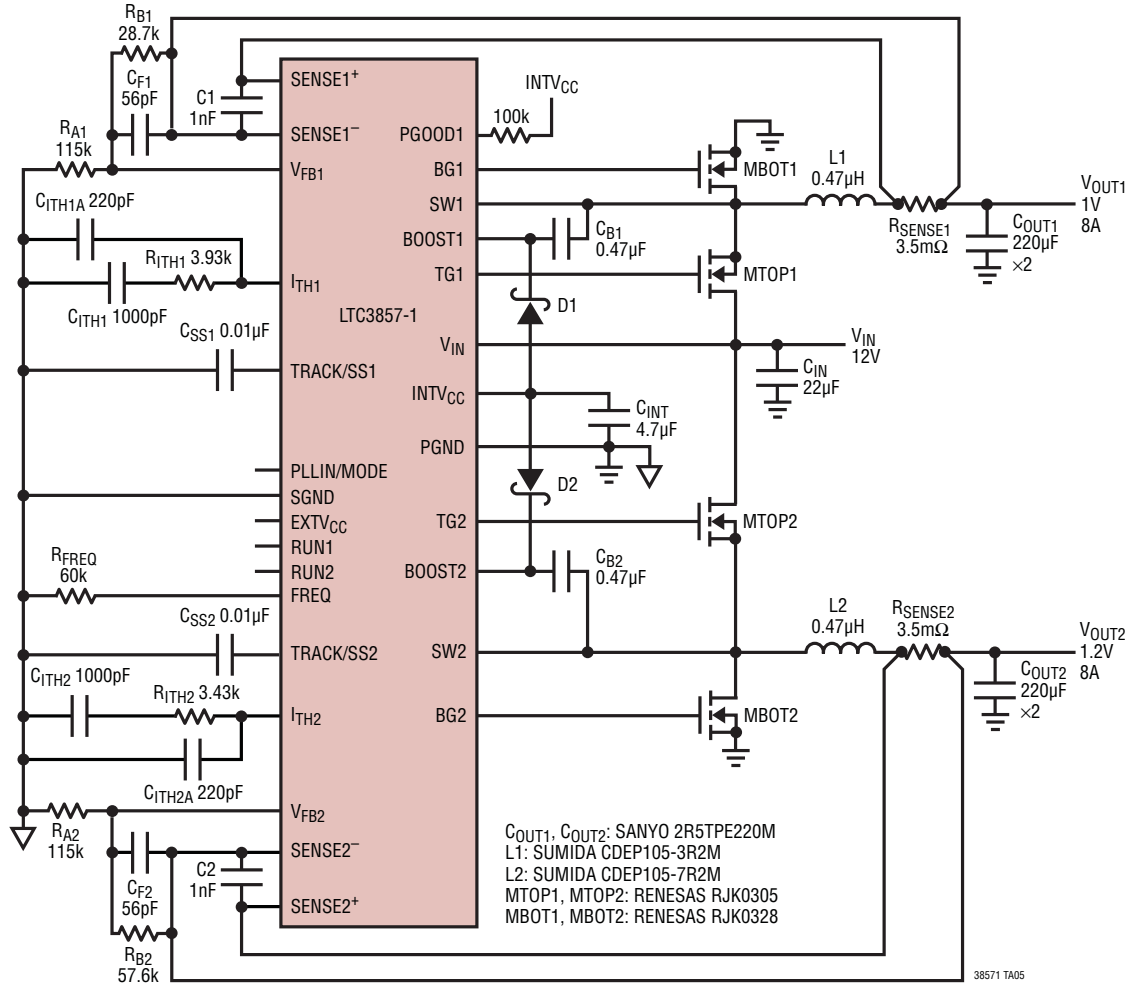 RB1
28.7k
CF1
56pF
C1
1nF
RA1
115k
CITH1A 220pF
RITH1 3.93k
CITH1 1000pF
CSS1 0.01µF
RFREQ
60k
CSS2 0.01µF
CITH2 1000pF
RITH2 3.43k
CITH2A 220pF
RA2
115k
CF2
56pF
C2
1nF
RB2
57.6k
SENSE1+
SENSE1–
VFB1
ITH1
LTC3857-1
TRACK/SS1
PLLIN/MODE
SGND
EXTVCC
RUN1
RUN2
FREQ
TRACK/SS2
ITH2
VFB2
SENSE2–
SENSE2+
PGOOD1
BG1
SW1
BOOST1
TG1
VIN
INTVCC
PGND
TG2
BOOST2
SW2
BG2
INTVCC
100k
MBOT1
CB1
0.47µF
MTOP1
D1
L1
0.47µH
RSENSE1
3.5mΩ
COUT1
220µF
×2
VOUT1
1V
8A
VIN
12V
CIN
22µF
CINT
4.7µF
D2
MTOP2
CB2
0.47µF
L2
0.47µH
RSENSE2
3.5mΩ
VOUT2
1.2V
8A
COUT2
220µF
×2
MBOT2
COUT1, COUT2: SANYO 2R5TPE220M
L1: SUMIDA CDEP105-3R2M
L2: SUMIDA CDEP105-7R2M
MTOP1, MTOP2: RENESAS RJK0305
MBOT1, MBOT2: RENESAS RJK0328
38571 TA05